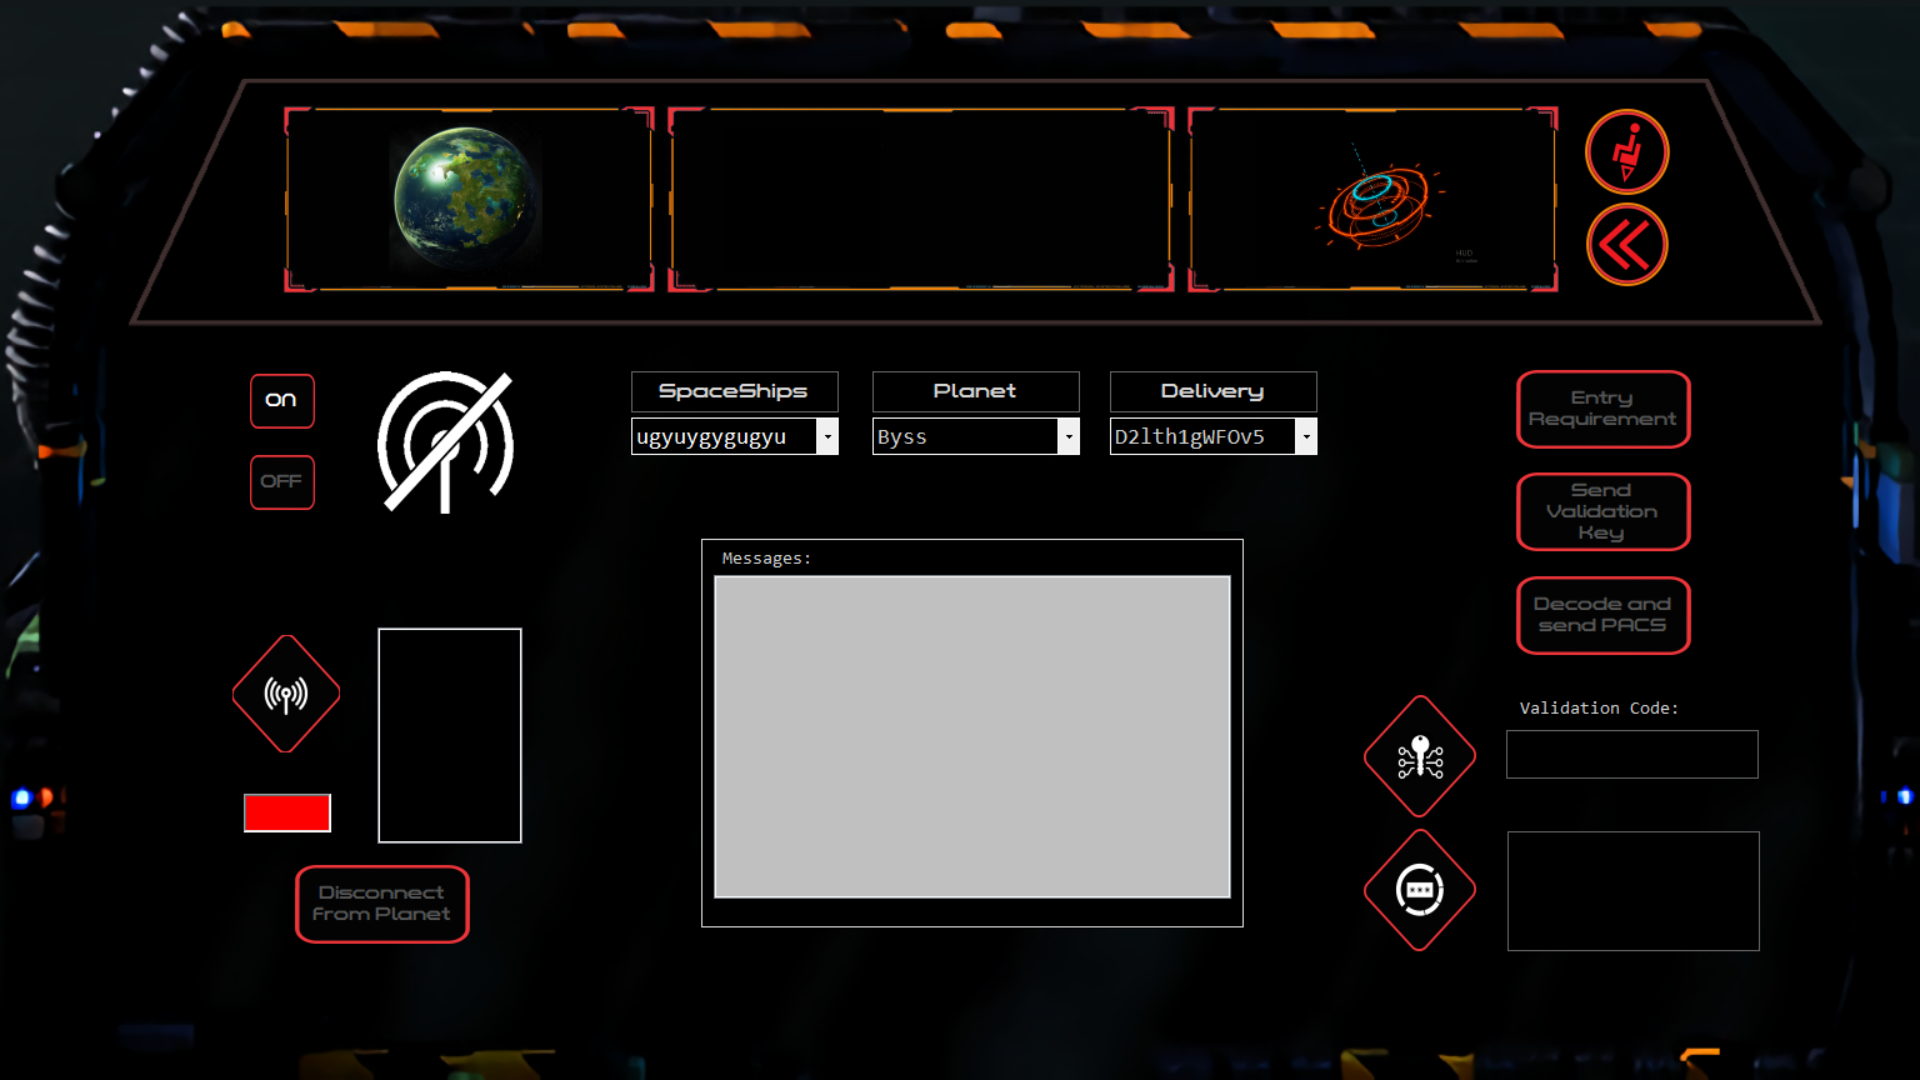 HUD
SpaceShips
Planet
Delivery
ON
ugyuygygugyu
Byss
D2lth1gWFOv5
Entry
Requirement
OFF
Send
Validation
Key
Messages:
Decode and
send PACS
Validation Code:
Disconnect
from Planet